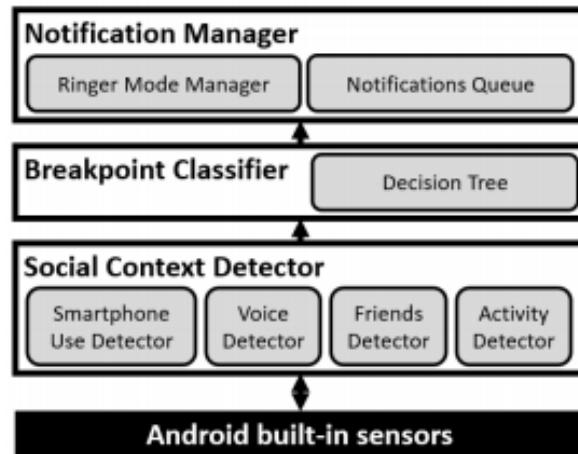 Notification Manager
Ringer Mode Manager
Notifications Queue
Breakpoint Classifier
Decision Tree
Social Context Detector
Smartphone
Use Detector
Voice
Detector
Friends
Detector
Activity
Detector
Android built-in sensors